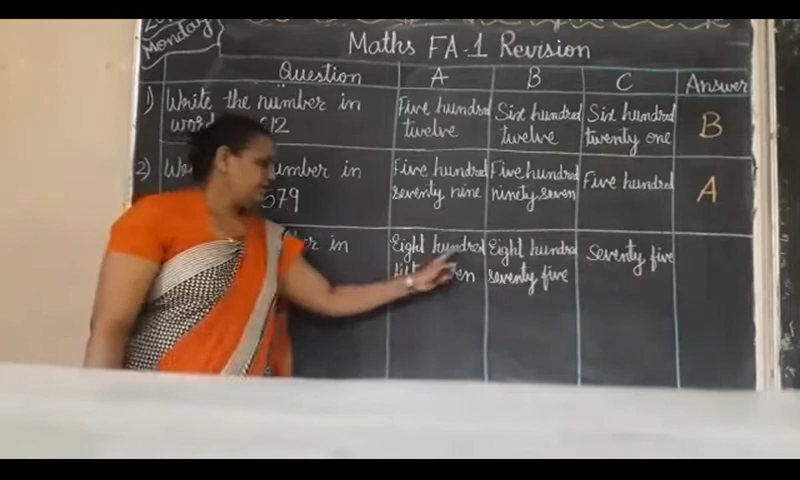 Monday
Maths FA-1 Revision
Question A B C Answer
1) Write the number in Five hundred twelve Six hundred twelve Six hundred twenty one B
612
2) number in Five hundred seventy nine Five hundred ninety seven Five hundred A
579
in Eight hundred Eight hundred seventy five Seventy five